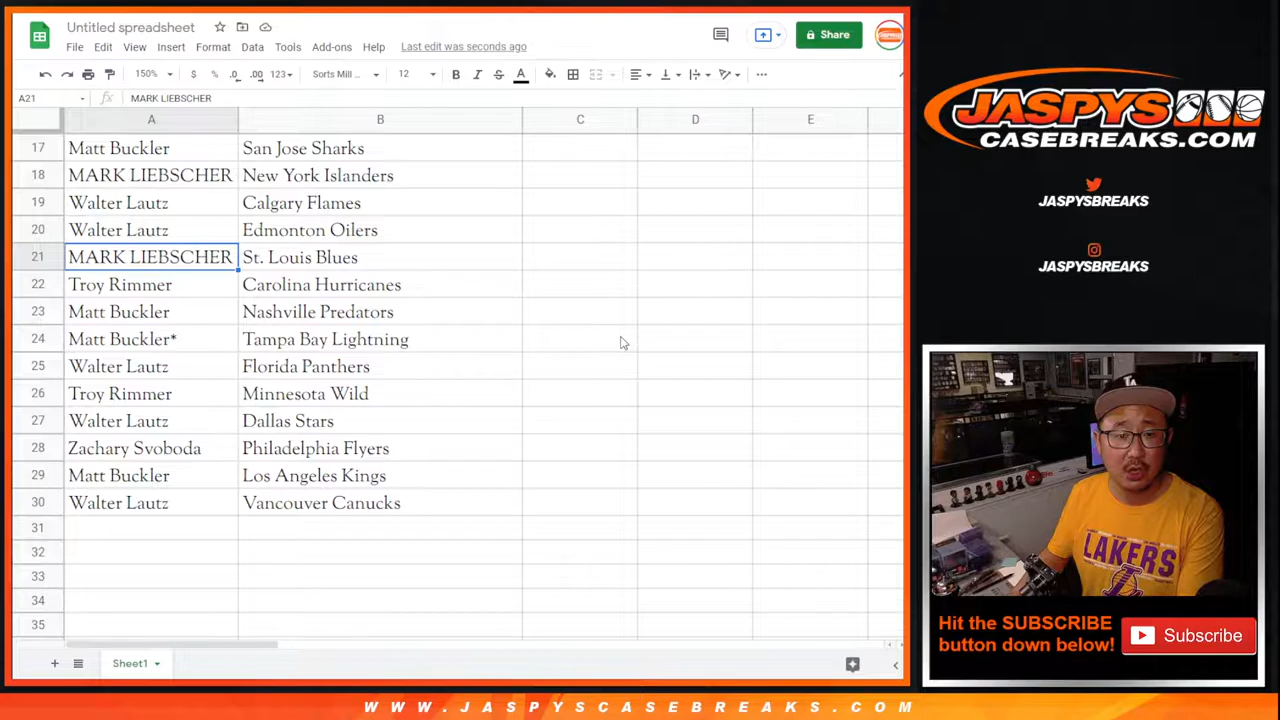 Untitled spreadsheet
File Edit View Insert Format Data Tools Add-ons Help Last edit was seconds ago
Share
150% $ % .0 .00 123 Sorts Mill ... 12 B I S A
A21 fx MARK LIEBSCHER
A B C D E
17 Matt Buckler San Jose Sharks
18 MARK LIEBSCHER New York Islanders
19 Walter Lautz Calgary Flames
20 Walter Lautz Edmonton Oilers
21 MARK LIEBSCHER St. Louis Blues
22 Troy Rimmer Carolina Hurricanes
23 Matt Buckler Nashville Predators
24 Matt Buckler* Tampa Bay Lightning
25 Walter Lautz Florida Panthers
26 Troy Rimmer Minnesota Wild
27 Walter Lautz Dallas Stars
28 Zachary Svoboda Philadelphia Flyers
29 Matt Buckler Los Angeles Kings
30 Walter Lautz Vancouver Canucks
31
32
33
34
35
Sheet1
JASPYS
CASEBREAKS.COM
JASPYSBREAKS
JASPYSBREAKS
LAKERS
Hit the SUBSCRIBE
button down below!
Subscribe
WWW.JASPYSCASEBREAKS.COM